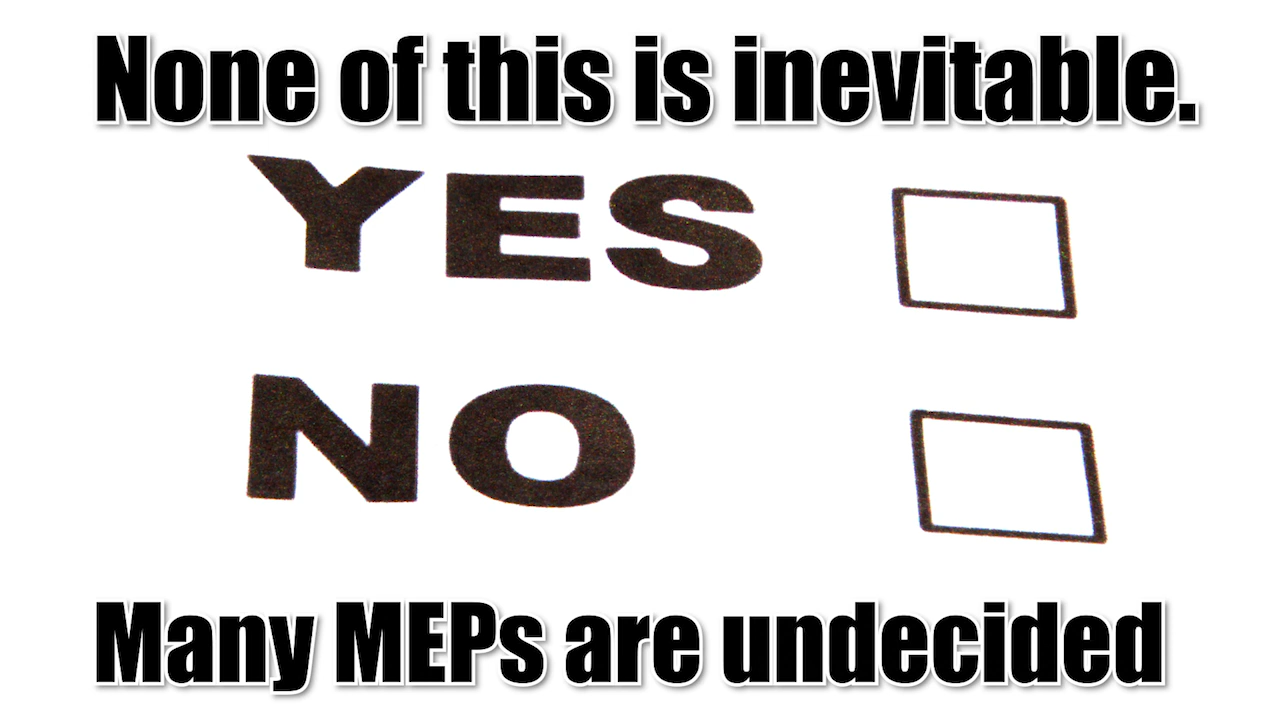 None of this is inevitable.
YES
NO
Many MEPs are undecided